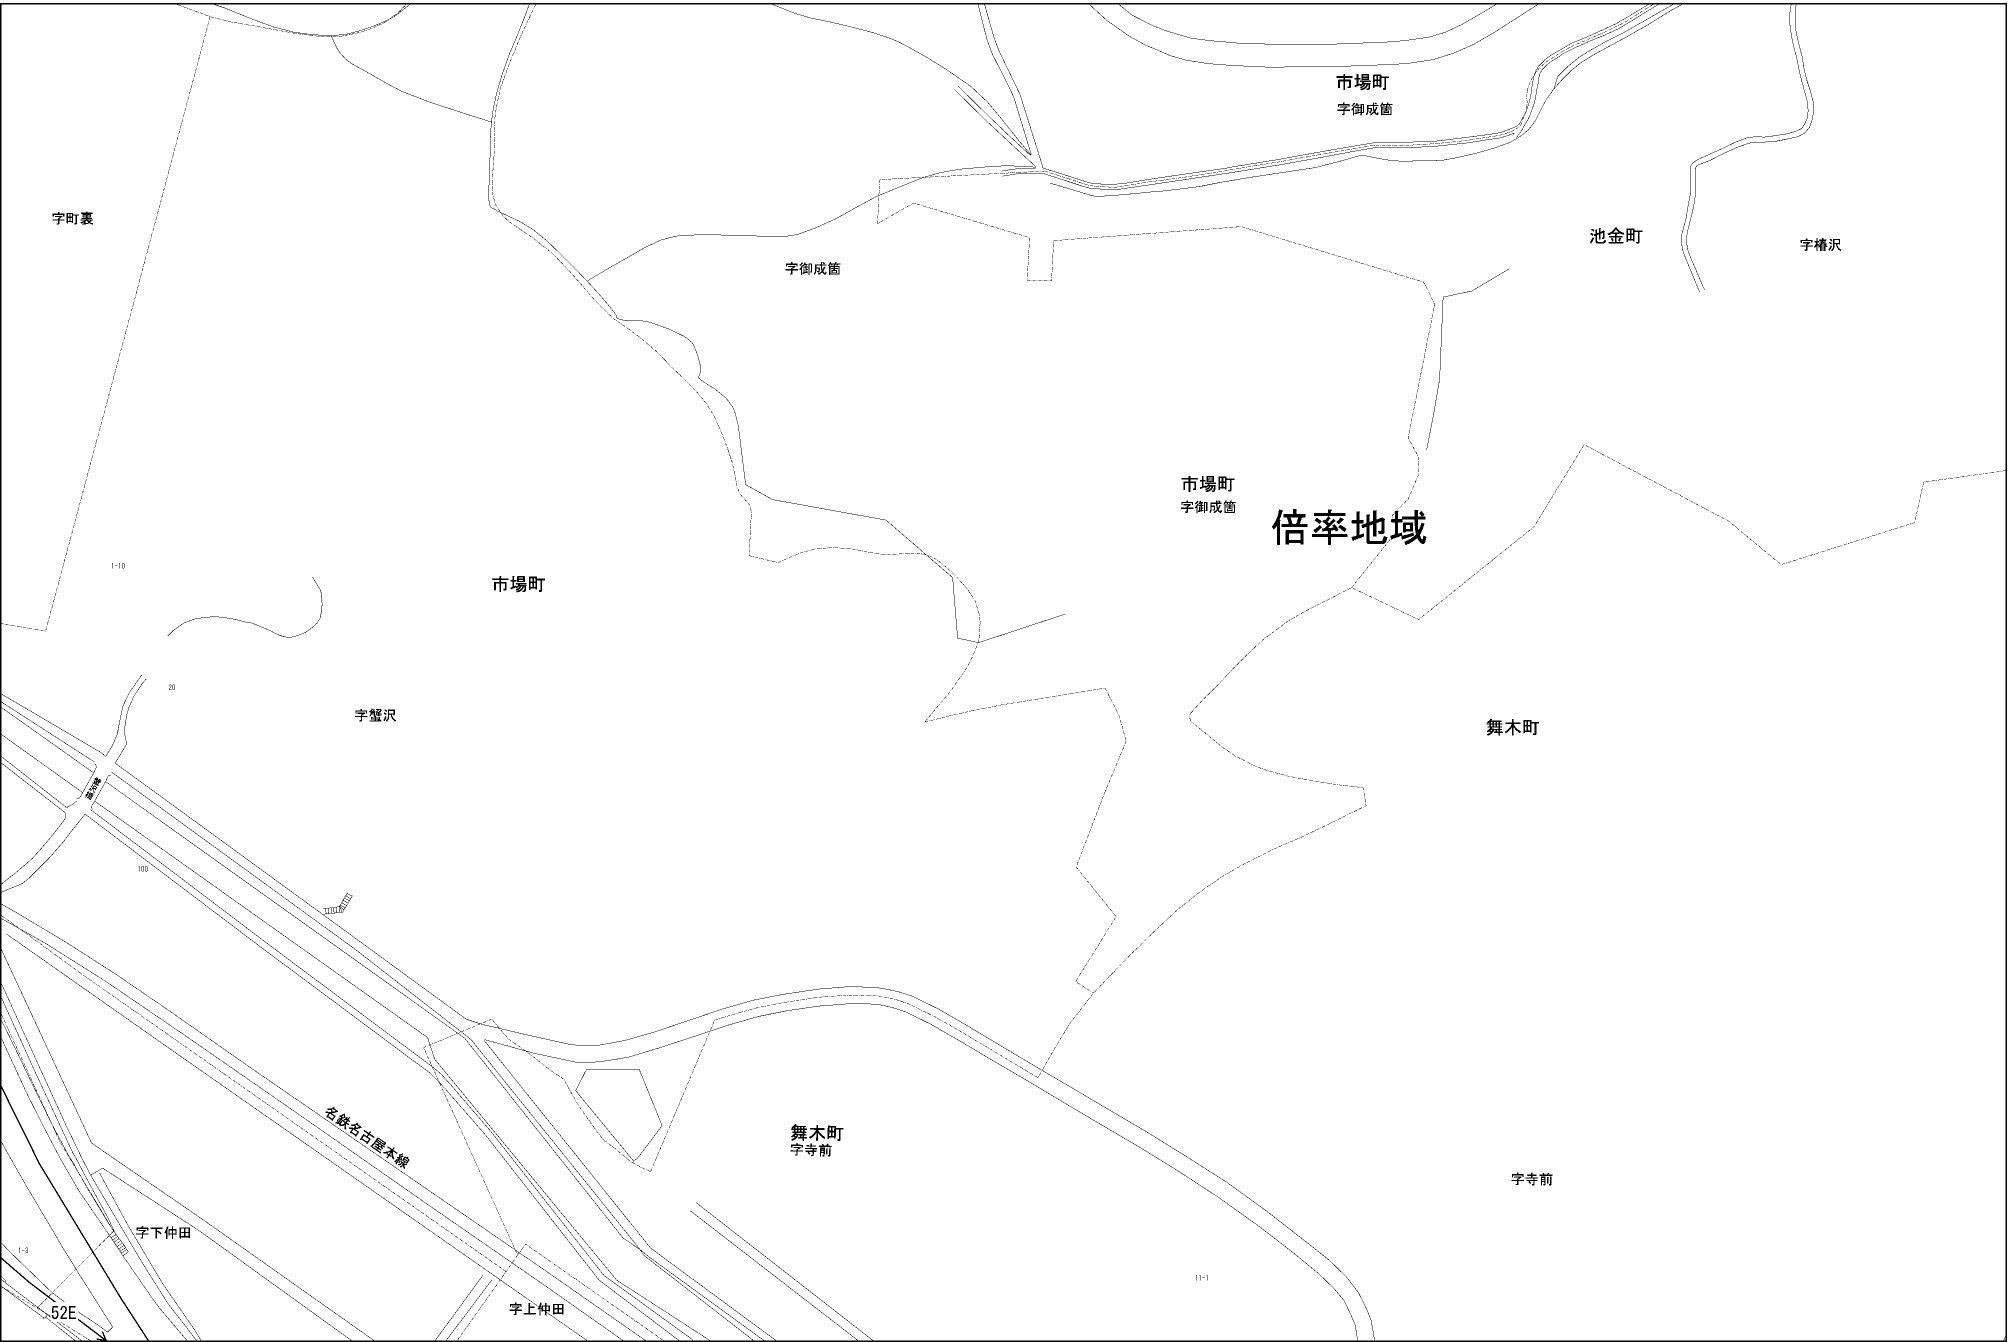 市場町
字御成箇
字町裏
池金町
字椿沢
字御成箇
市場町
字御成箇
倍率地域
1-10
市場町
20
字蟹沢
舞木町
100
名鉄名古屋本線
舞木町
字寺前
字寺前
字下仲田
1-3
11-1
52E
字上仲田